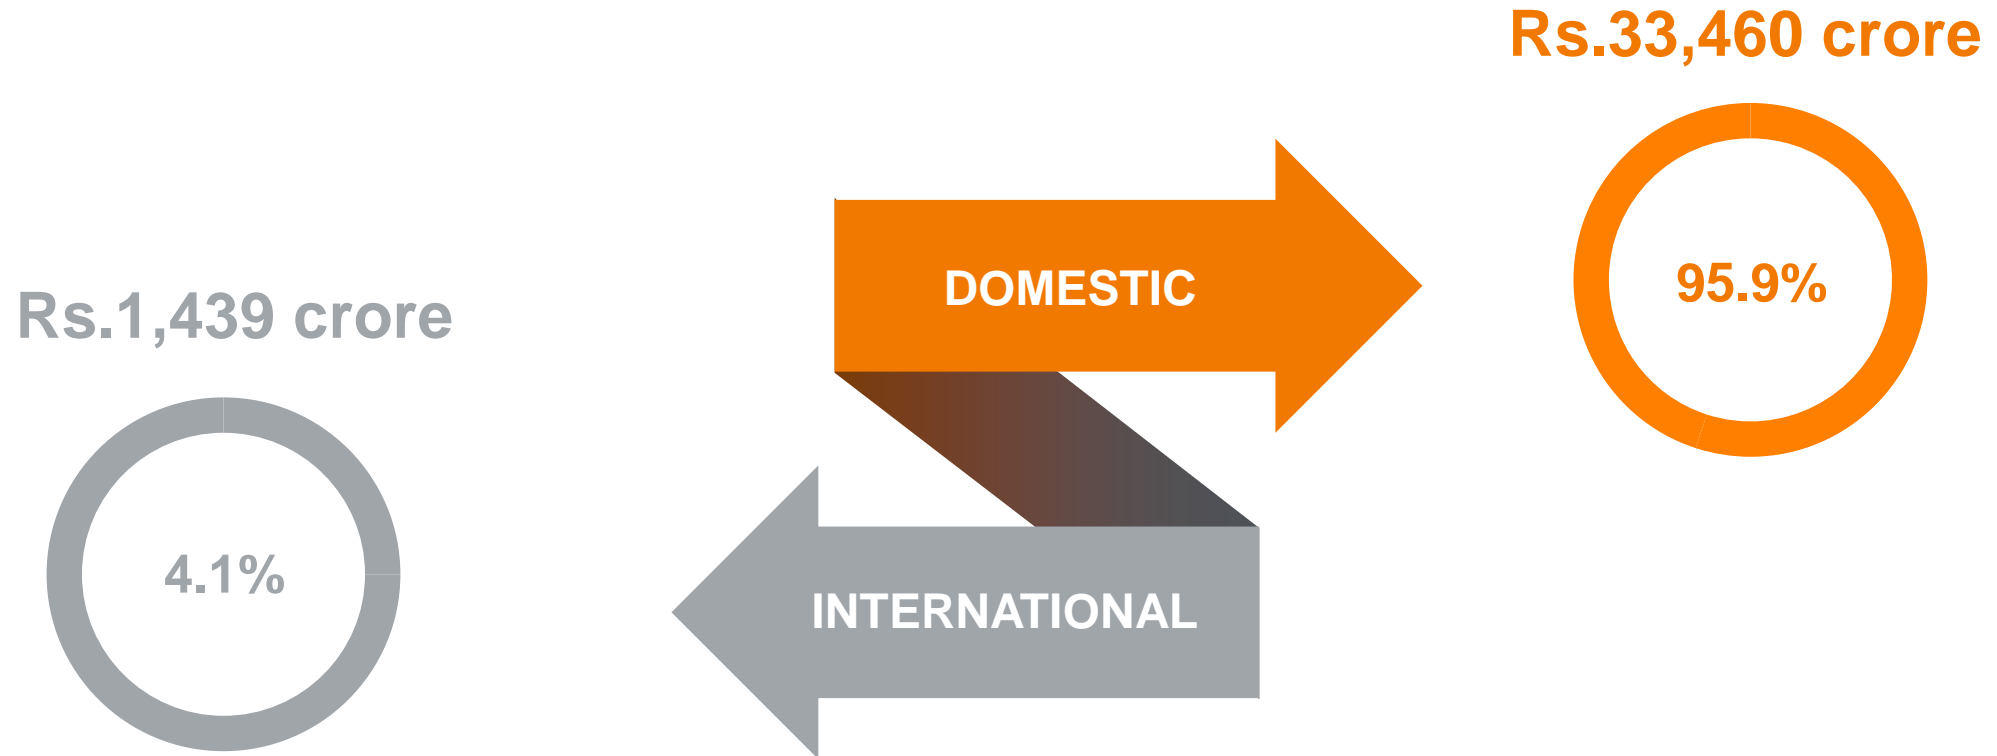 Rs.33,460 crore
DOMESTIC
95.9%
Rs.1,439 crore
4.1%
INTERNATIONAL